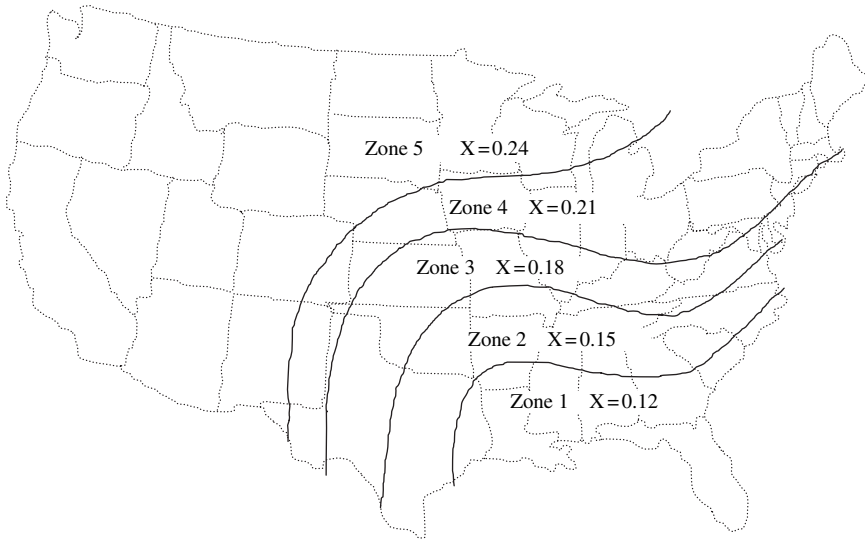 Zone 5 X=0.24
Zone 4 X=0.21
Zone 3 X=0.18
Zone 2 X=0.15
Zone 1 X=0.12